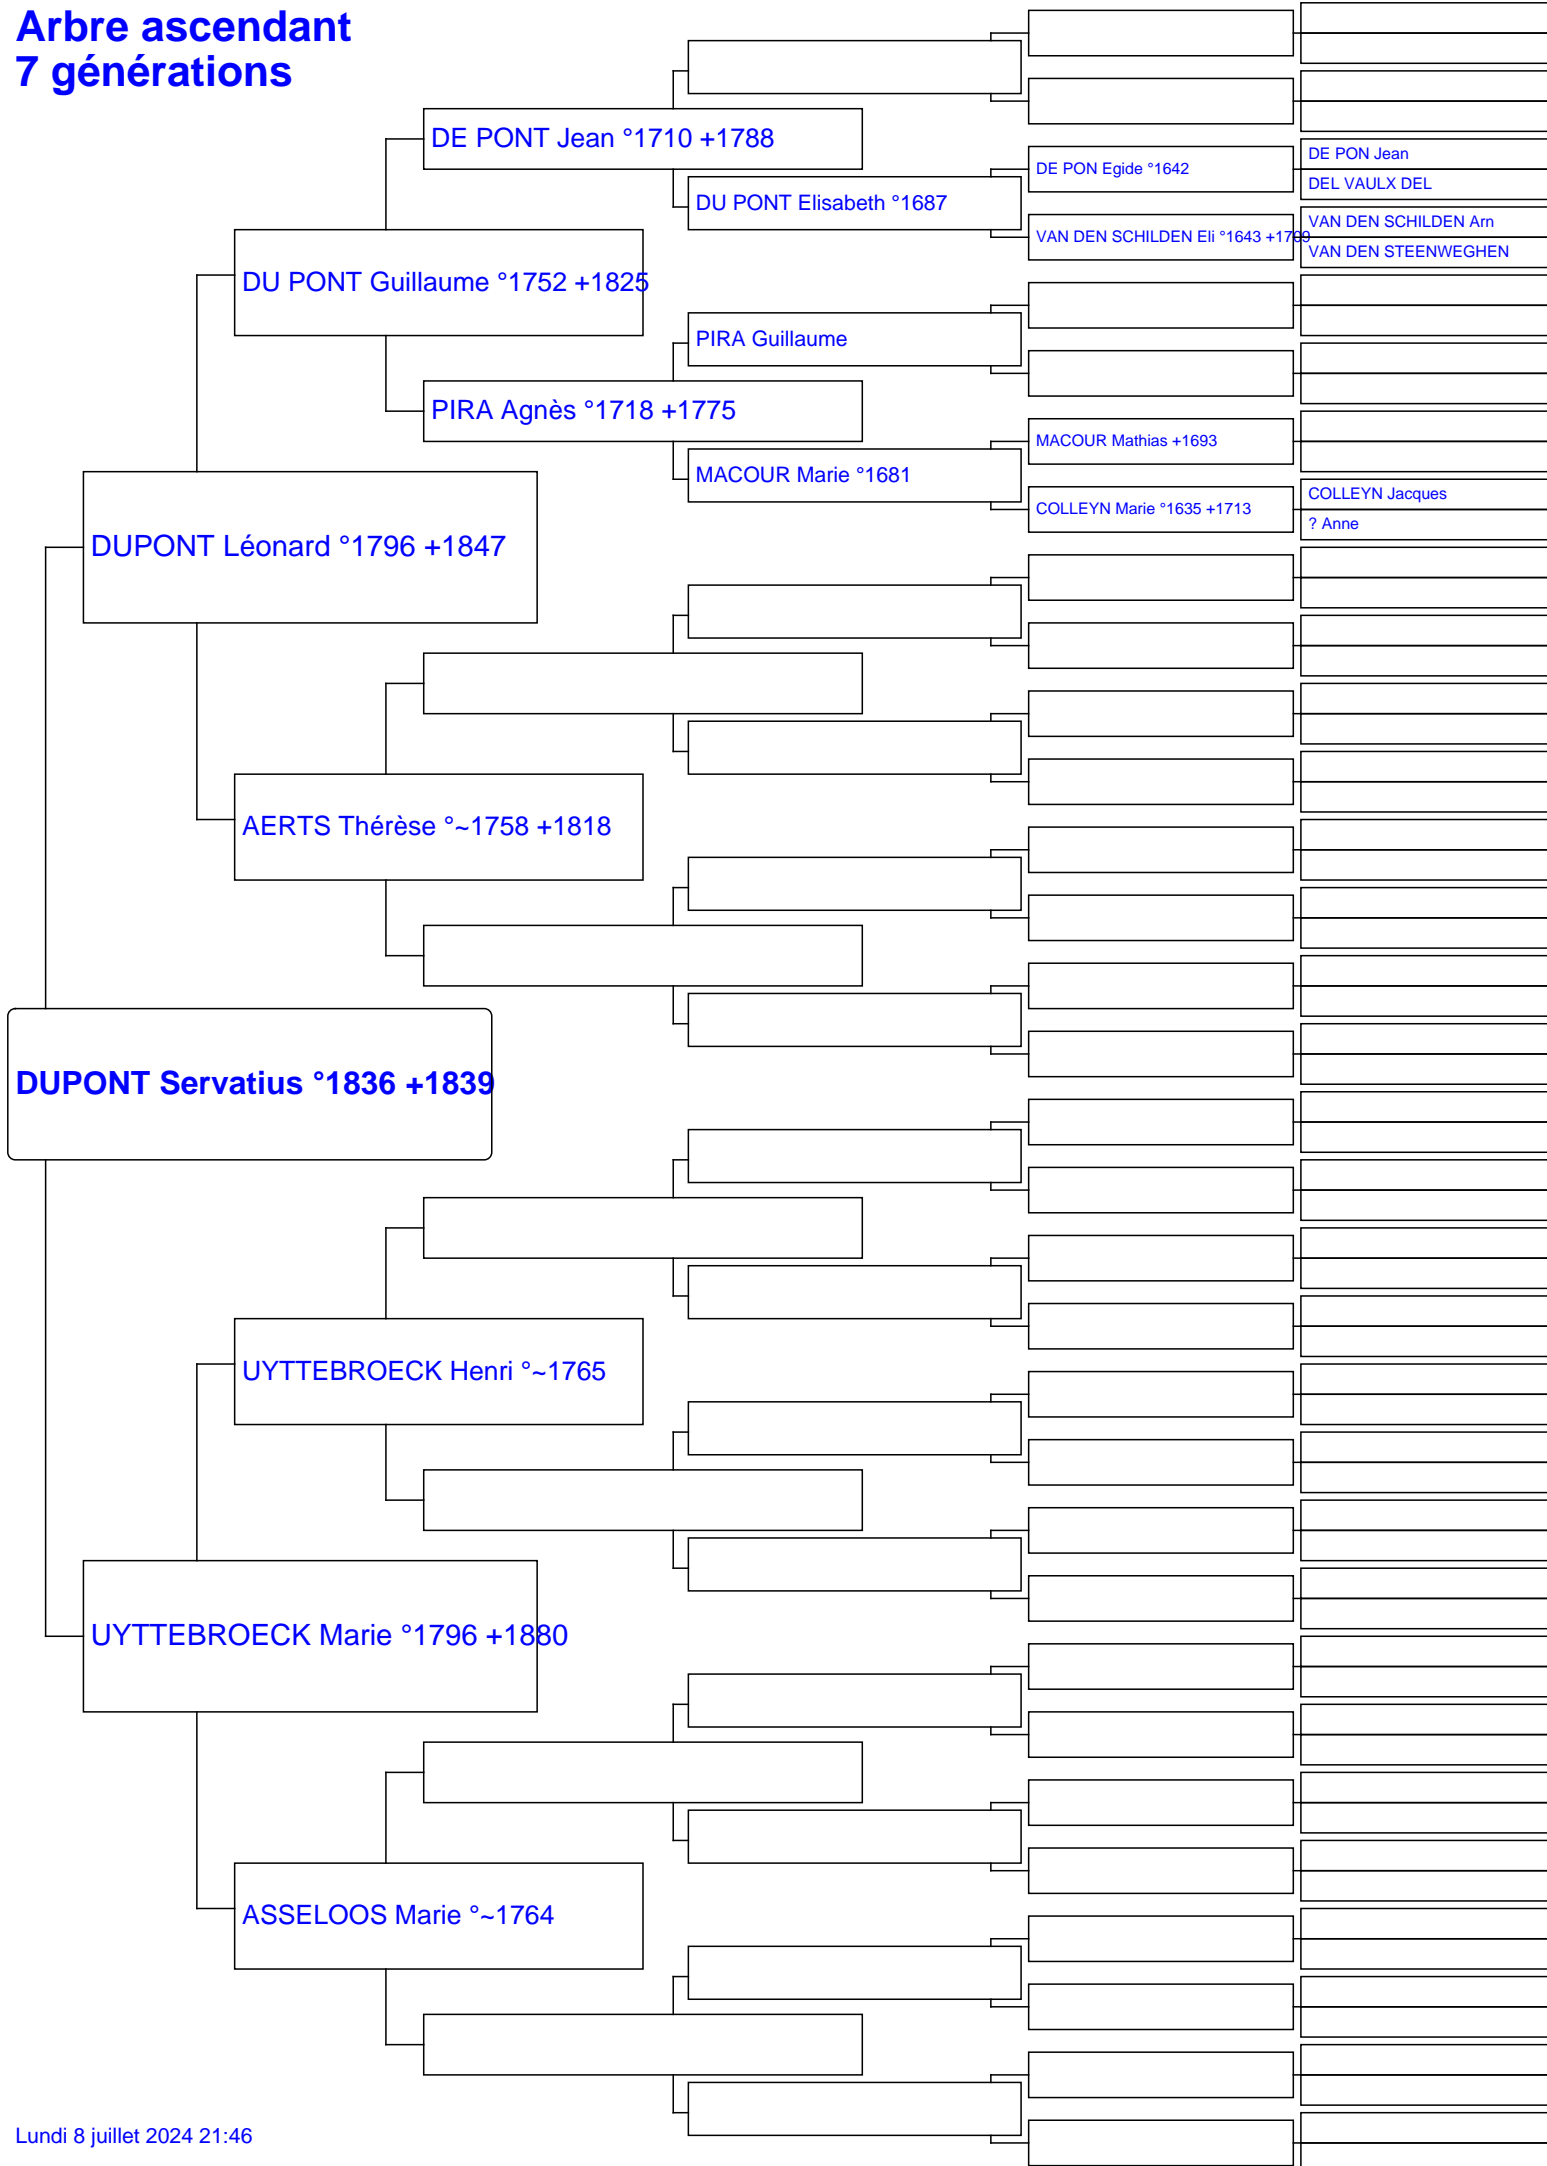 Arbre ascendant
7 générations
DE PONT Jean °1710 +1788
DE PON Egide °1642
DE PON Jean
DEL VAULX DEL
DU PONT Elisabeth °1687
VAN DEN SCHILDEN Eli °1643 +1709
VAN DEN SCHILDEN Arn
VAN DEN STEENWEGHEN
DU PONT Guillaume °1752 +1825
PIRA Guillaume
PIRA Agnès °1718 +1775
MACOUR Mathias +1693
MACOUR Marie °1681
COLLEYN Marie °1635 +1713
COLLEYN Jacques
? Anne
DUPONT Léonard °1796 +1847
AERTS Thérèse °~1758 +1818
DUPONT Servatius °1836 +1839
UYTTEBROECK Henri °~1765
UYTTEBROECK Marie °1796 +1880
ASSELOOS Marie °~1764
Lundi 8 juillet 2024 21:46